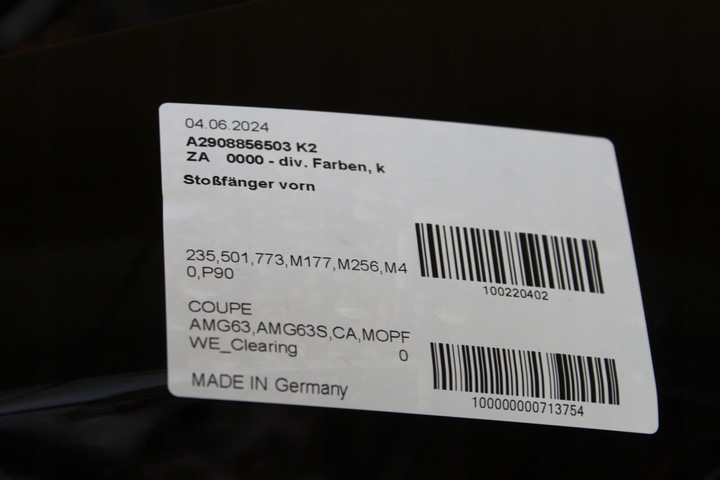 04.06.2024
A2908856503 K2
ZA 0000 - div. Farben, k
Stoßfänger vorn
235,501,773,M177,M256,M4
0,P90
100220402
COUPE
AMG63,AMG63S,CA,MOPF
WE_Clearing 0
100000000713754
MADE IN Germany